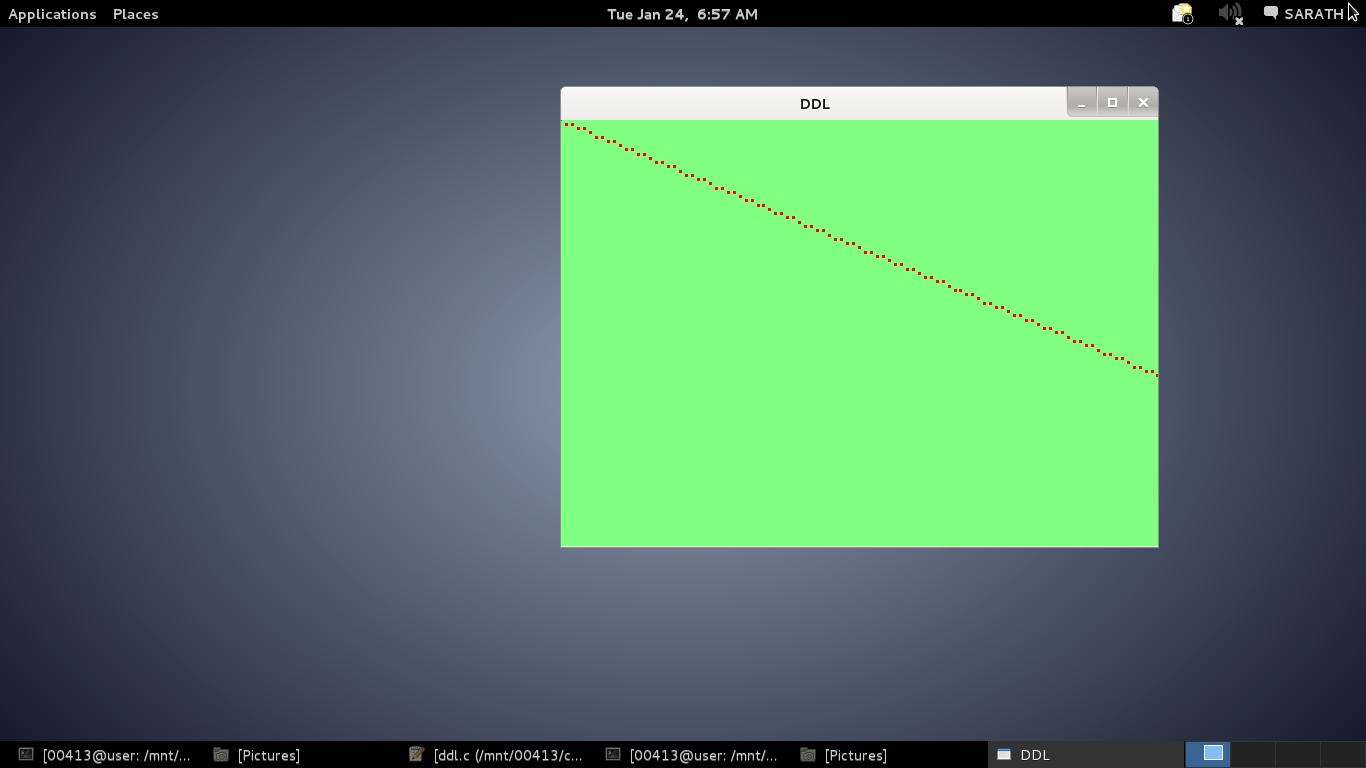 Applications Places Tue Jan 24, 6:57 AM 1 SARATH
DDL
[00413@user: /mnt/... [Pictures] [ddl.c (/mnt/00413/c... [00413@user: /mnt/... [Pictures] DDL